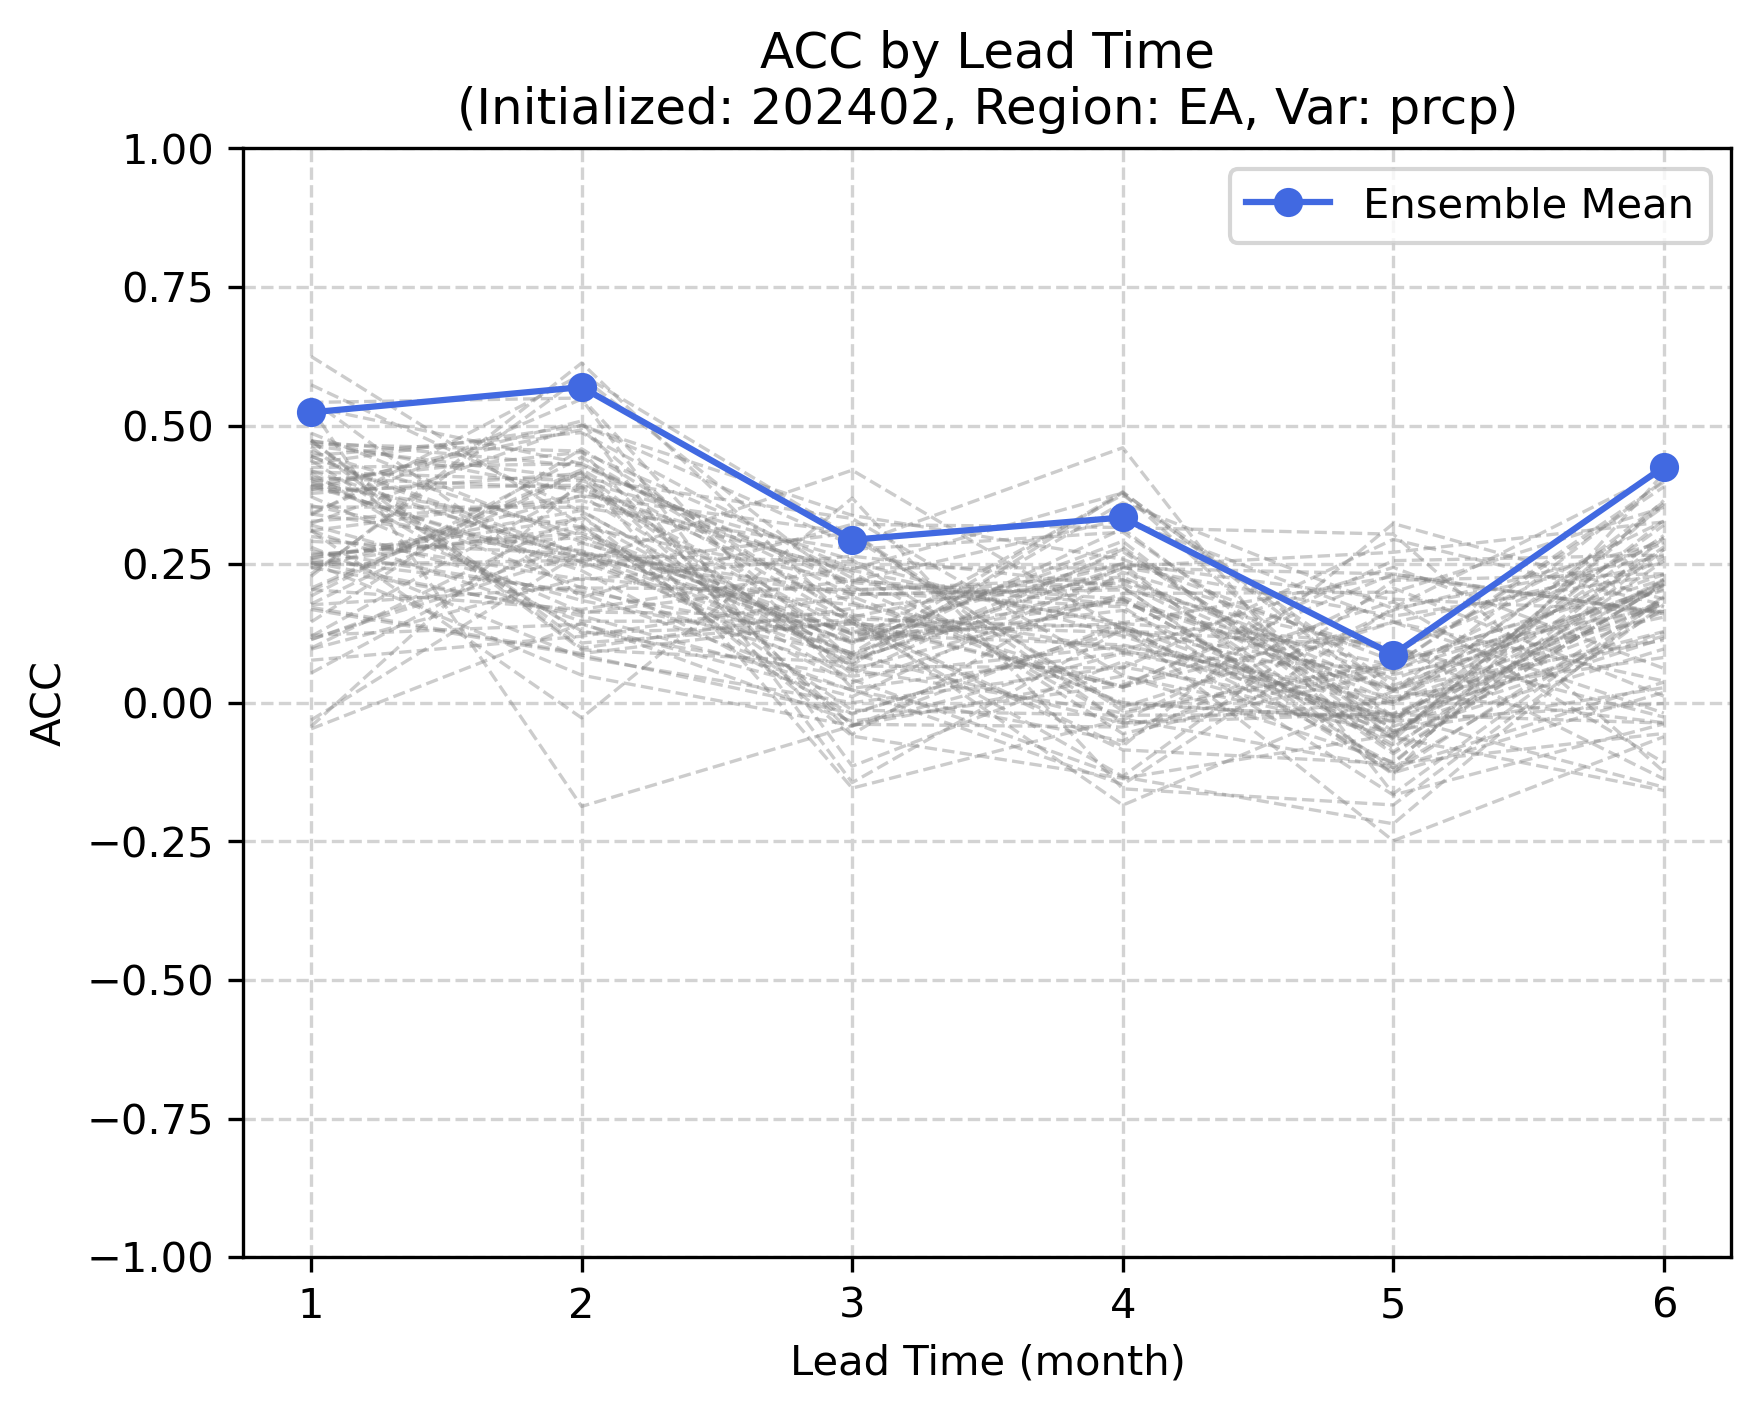 ACC by Lead Time
(Initialized: 202402, Region: EA, Var: prcp)
Ensemble Mean
1.00
0.75
0.50
0.25
0.00
−0.25
−0.50
−0.75
−1.00
ACC
1 2 3 4 5 6
Lead Time (month)